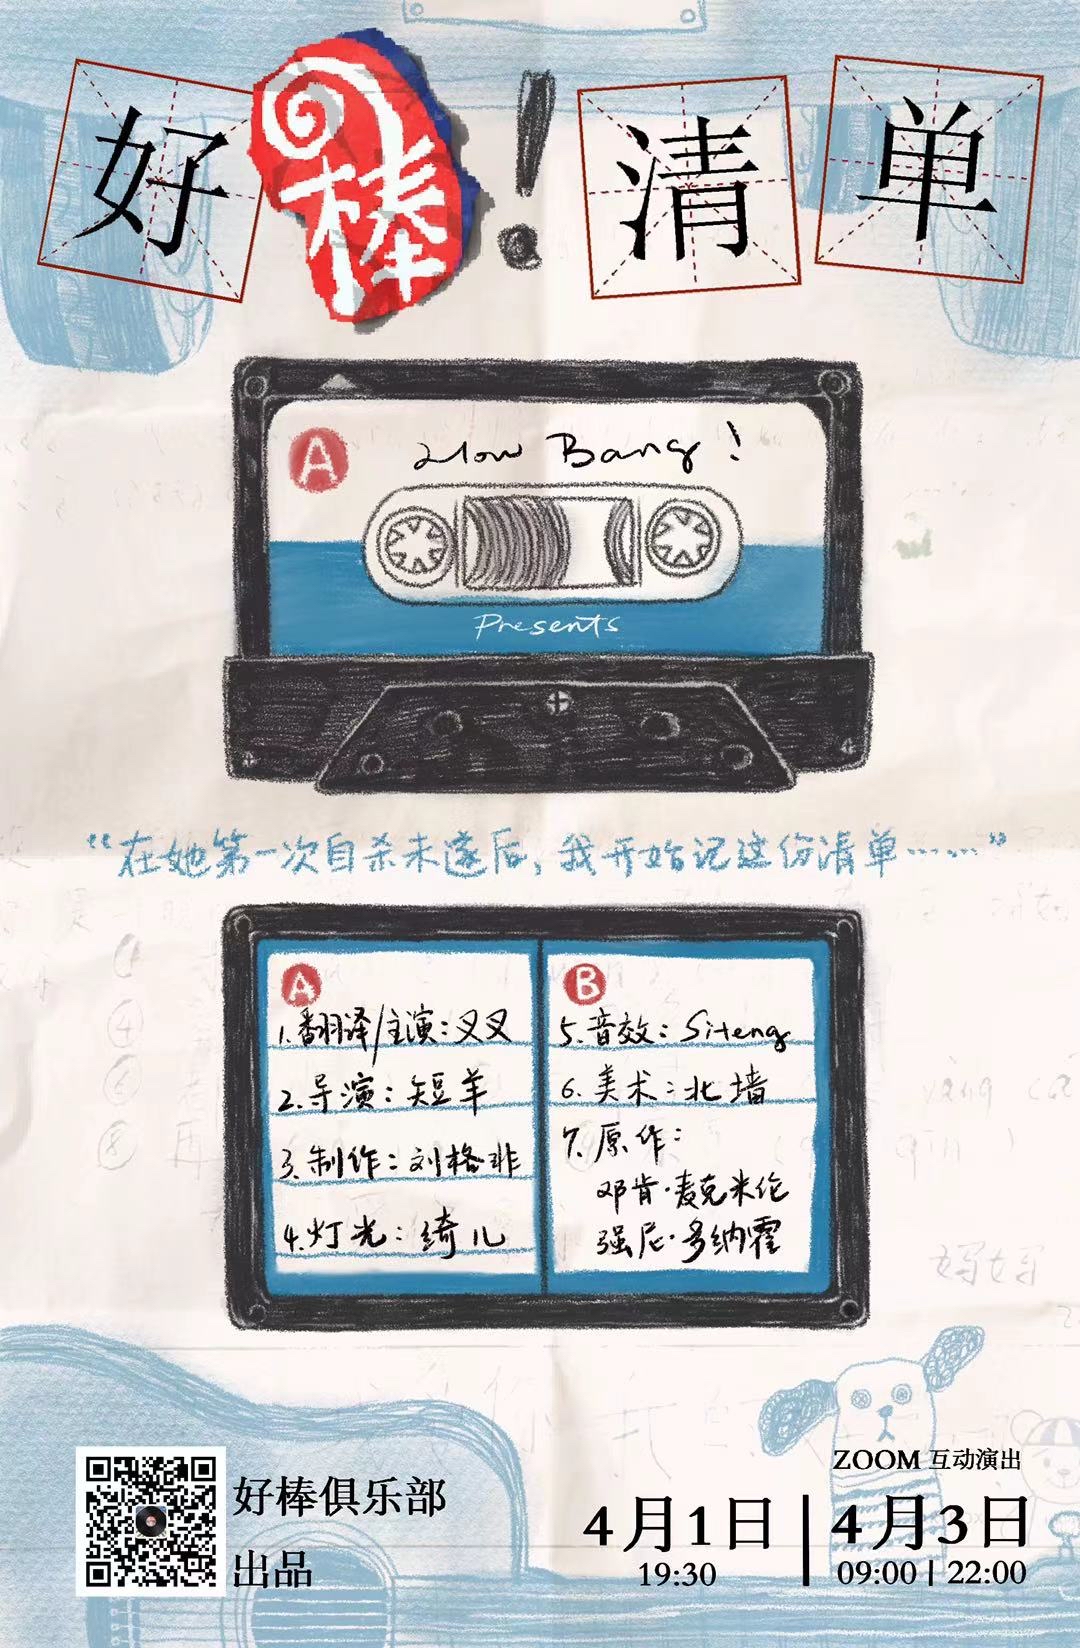 好棒！清单
A
How Bang!
Presents
“在她第一次自杀未遂后，我开始记这份清单……”
A
1.翻译/主演：叉叉
2.导演：短羊
3.制作：刘格非
4.灯光：绮儿
B
5.音效：Siteng
6.美术：北墙
7.原作：
邓肯·麦克米伦
强尼·多纳霍
妈妈
ZOOM 互动演出
好棒俱乐部
出品
4月1日
19:30
4月3日
09:00 | 22:00